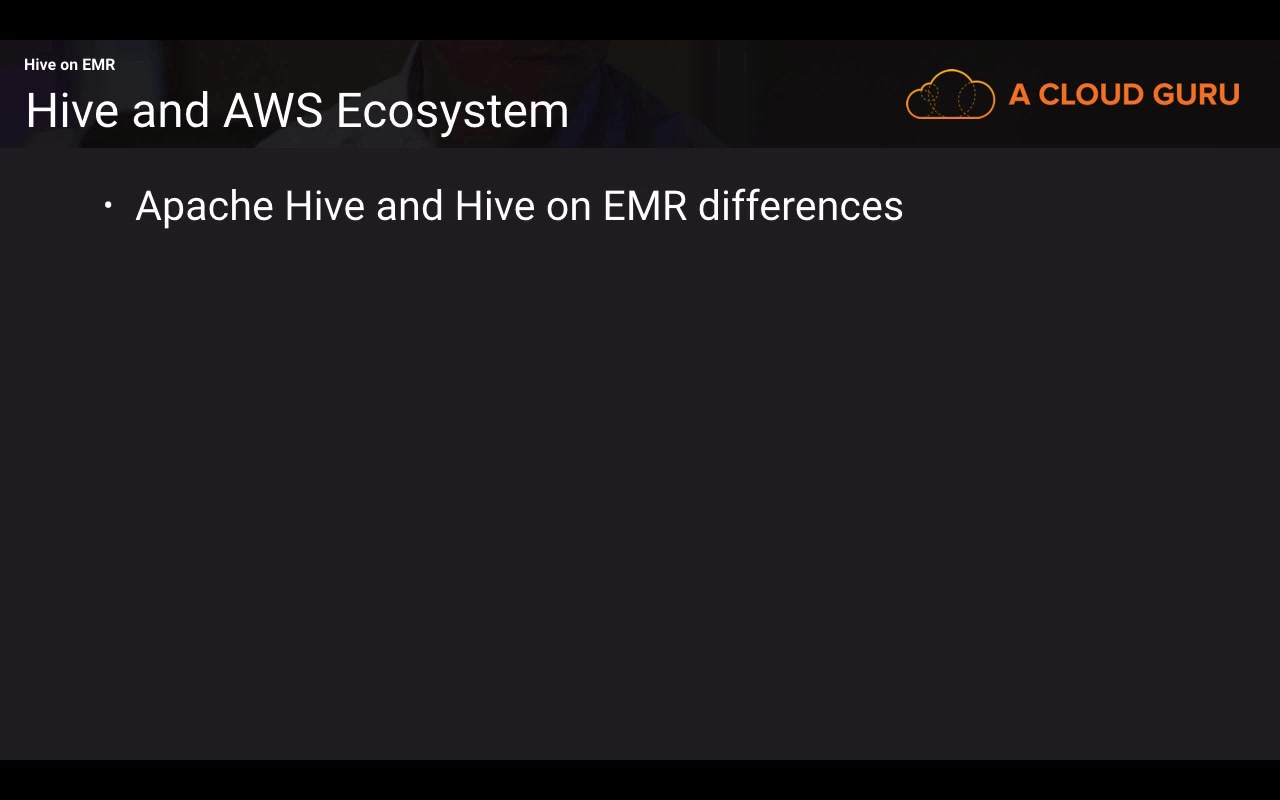 Hive on EMR
Hive and AWS Ecosystem
A CLOUD GURU
• Apache Hive and Hive on EMR differences